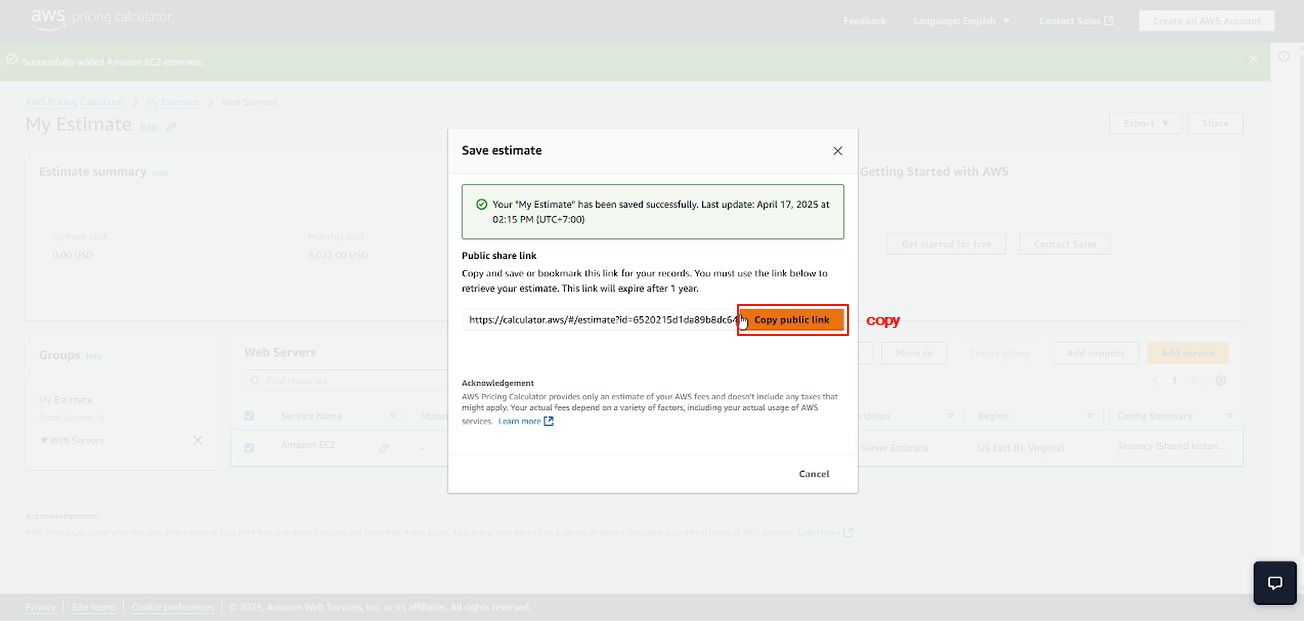 aws pricing calculator
Feedback
Language: English
Contact Sales
Create an AWS Account
Successfully added Amazon EC2 estimate.
AWS Pricing Calculator > My Estimate > Web Servers
My Estimate
Edit
Export
Share
Save estimate
Your "My Estimate" has been saved successfully. Last update: April 17, 2025 at
02:15 PM (UTC+7:00)
Public share link
Copy and save or bookmark this link for your records. You must use the link below to
retrieve your estimate. This link will expire after 1 year.
https://calculator.aws/#/estimate?id=6520215d1da89b8dc64
Copy public link
copy
Acknowledgement
AWS Pricing Calculator provides only an estimate of your AWS fees and doesn't include any taxes that
might apply. Your actual fees depend on a variety of factors, including your actual usage of AWS
services. Learn more
Cancel
Estimate summary Info
Upfront cost
0.00 USD
Monthly cost
8,022.00 USD
Getting Started with AWS
Get started for free
Contact Sales
Groups Info
My Estimate
Web Servers
Web Servers
Find resources
Move to
Create group
Add support
Add service
1
Service Name
Status
Region
Config Summary
Amazon EC2
-
Server Estimate
US East (N. Virginia)
Tenancy (Shared Instan...
Acknowledgement
AWS Pricing Calculator provides only an estimate of your AWS fees and doesn't include any taxes that might apply. Your actual fees depend on a variety of factors, including your actual usage of AWS services. Learn more
Privacy | Site terms | Cookie preferences | © 2025, Amazon Web Services, Inc. or its affiliates. All rights reserved.